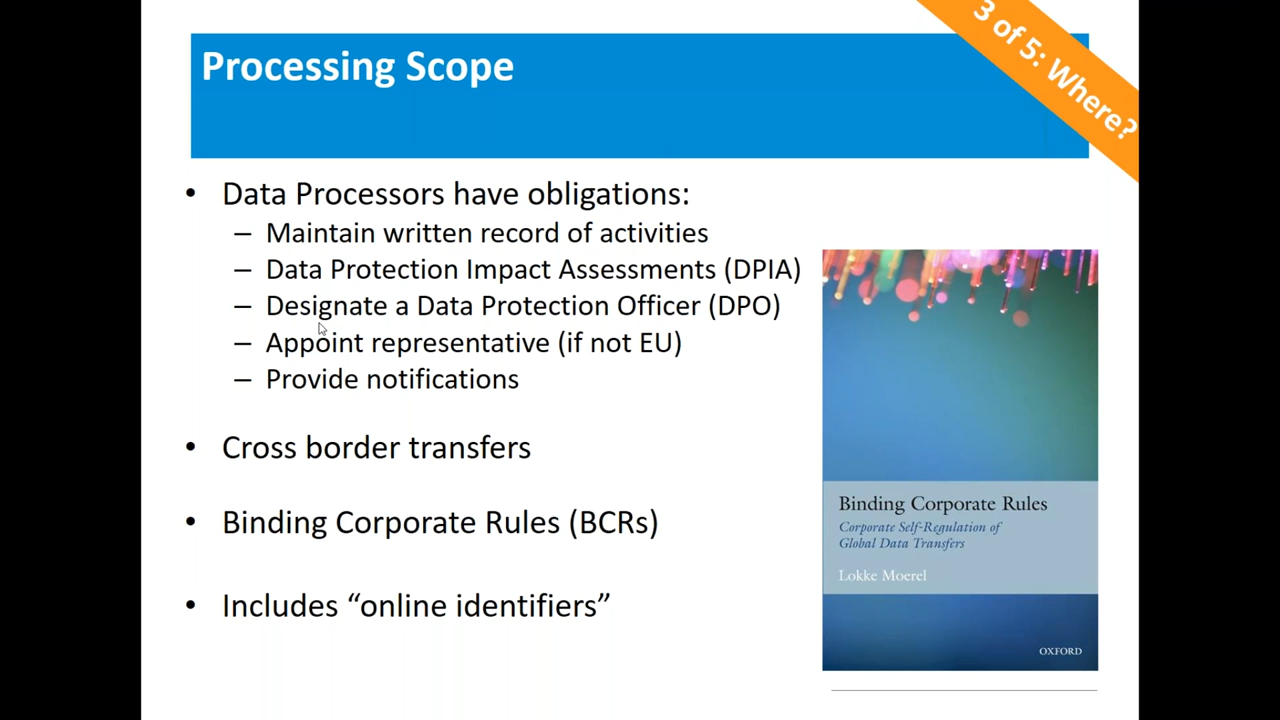 Processing Scope
3 of 5: Where?
• Data Processors have obligations:
– Maintain written record of activities
– Data Protection Impact Assessments (DPIA)
– Designate a Data Protection Officer (DPO)
– Appoint representative (if not EU)
– Provide notifications
• Cross border transfers
• Binding Corporate Rules (BCRs)
• Includes “online identifiers”
Binding Corporate Rules
Corporate Self-Regulation of
Global Data Transfers
Lokke Moerel
OXFORD